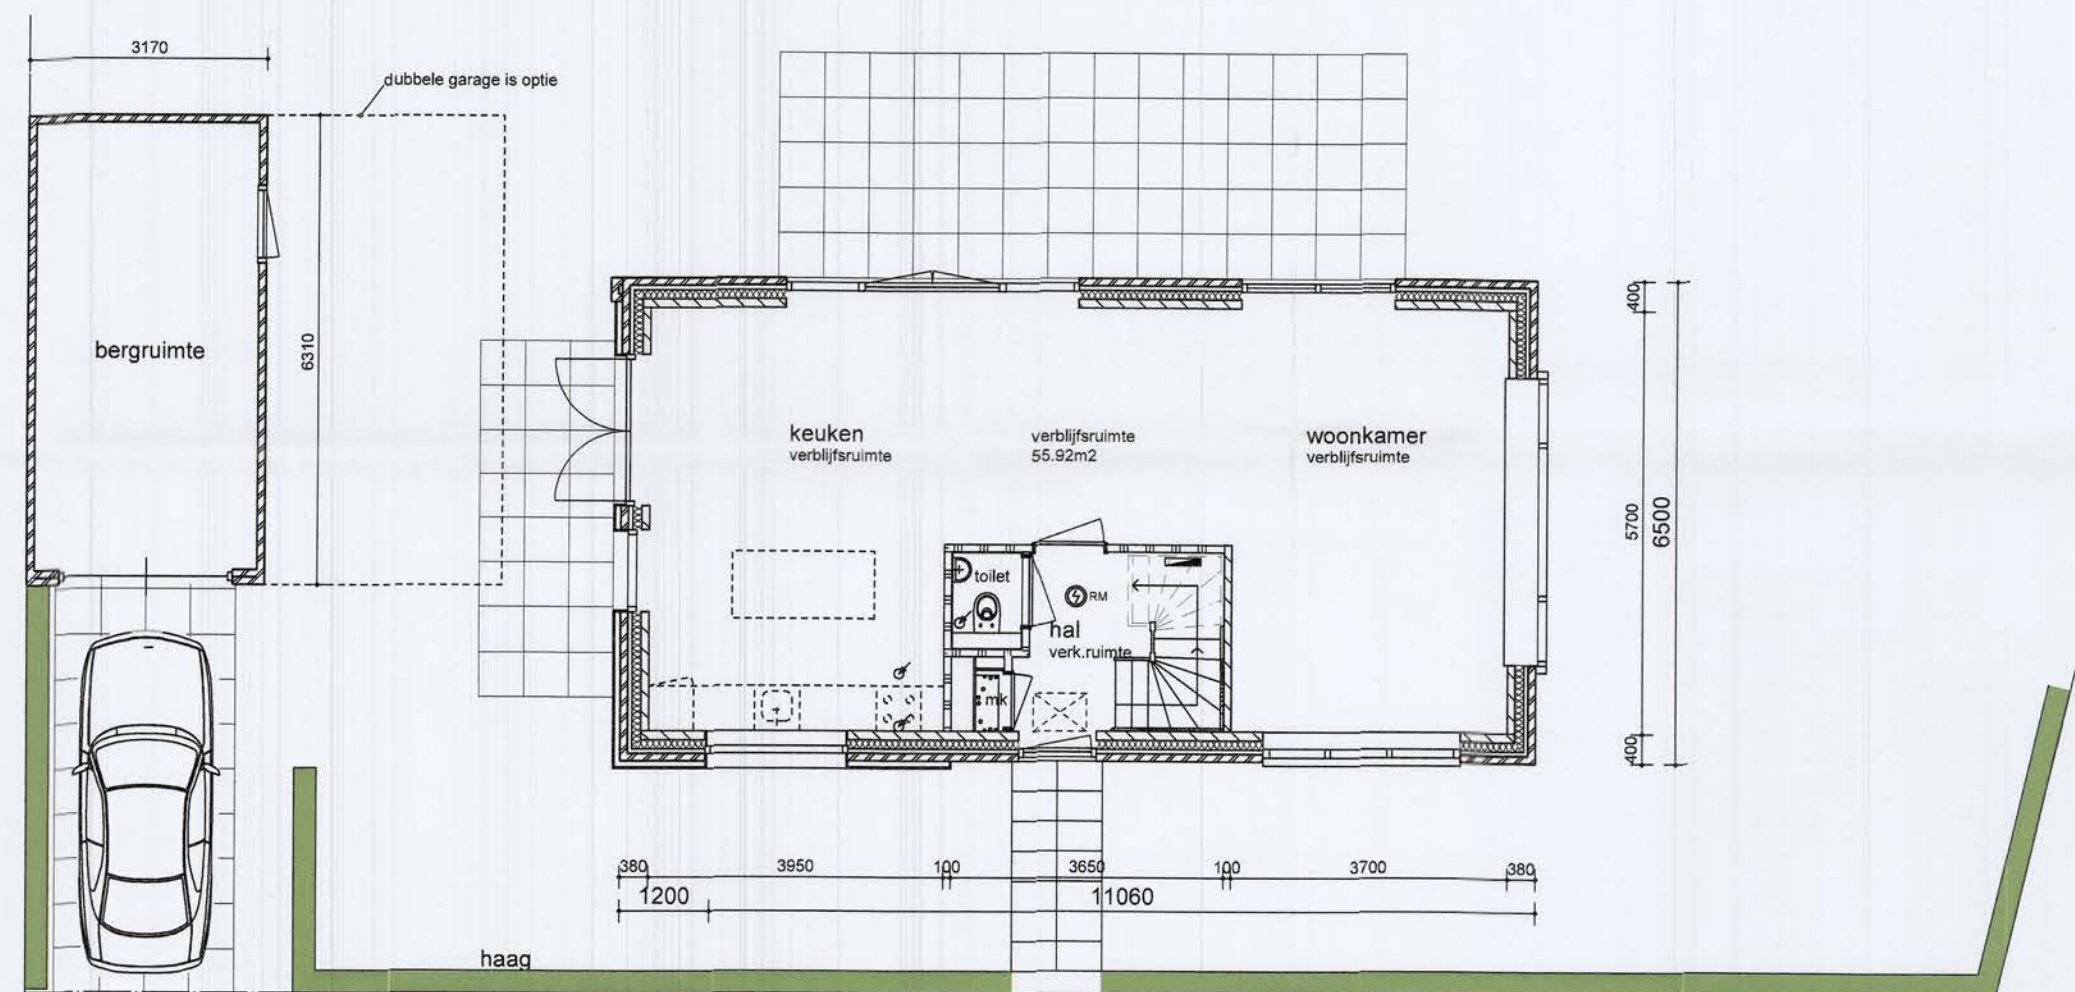 3170
dubbele garage is optie
bergruimte
6310
keuken
verblijfsruimte
verblijfsruimte
55.92m2
woonkamer
verblijfsruimte
400
5700
6500
400
toilet
RM
hal
verk.ruimte
mk
380
3950
100
3650
100
3700
380
1200
11060
haag